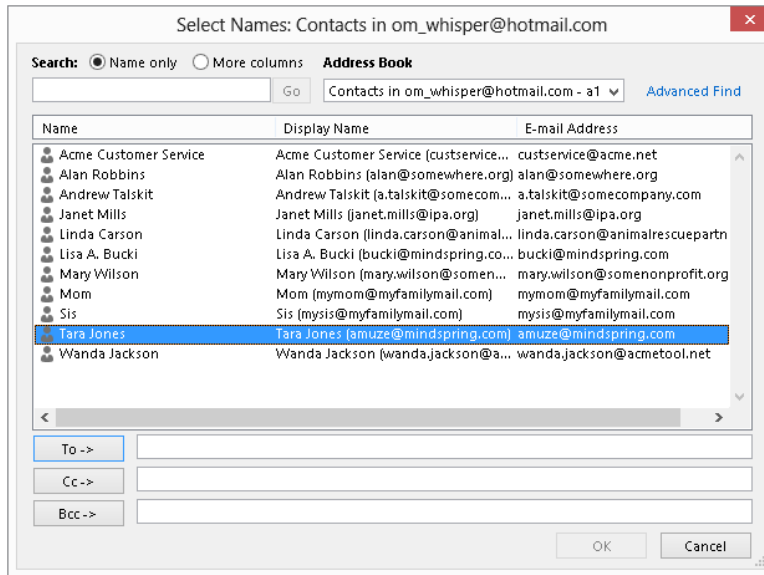 Select Names: Contacts in om_whisper@hotmail.com
Search: Name only More columns Address Book
Go Contacts in om_whisper@hotmail.com - a1 Advanced Find
Name Display Name E-mail Address
Acme Customer Service Acme Customer Service (custservice... custservice@acme.net
Alan Robbins Alan Robbins (alan@somewhere.org) alan@somewhere.org
Andrew Talskit Andrew Talskit (a.talskit@somecom... a.talskit@somecompany.com
Janet Mills Janet Mills (janet.mills@ipa.org) janet.mills@ipa.org
Linda Carson Linda Carson (linda.carson@animal... linda.carson@animalrescuepartn
Lisa A. Bucki Lisa A. Bucki (bucki@mindspring.co... bucki@mindspring.com
Mary Wilson Mary Wilson (mary.wilson@somen... mary.wilson@somenonprofit.org
Mom Mom (mymom@myfamilymail.com) mymom@myfamilymail.com
Sis Sis (mysis@myfamilymail.com) mysis@myfamilymail.com
Tara Jones Tara Jones (amuze@mindspring.com) amuze@mindspring.com
Wanda Jackson Wanda Jackson (wanda.jackson@a... wanda.jackson@acmetool.net
To ->
Cc ->
Bcc ->
OK Cancel